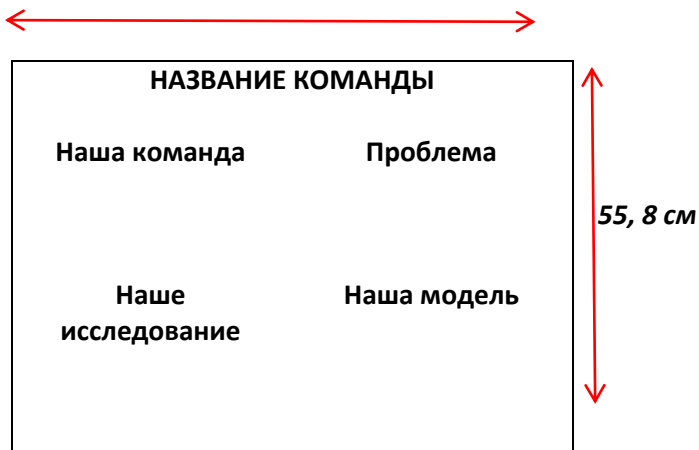 НАЗВАНИЕ КОМАНДЫ
Наша команда
Проблема
55, 8 см
Наше
исследование
Наша модель